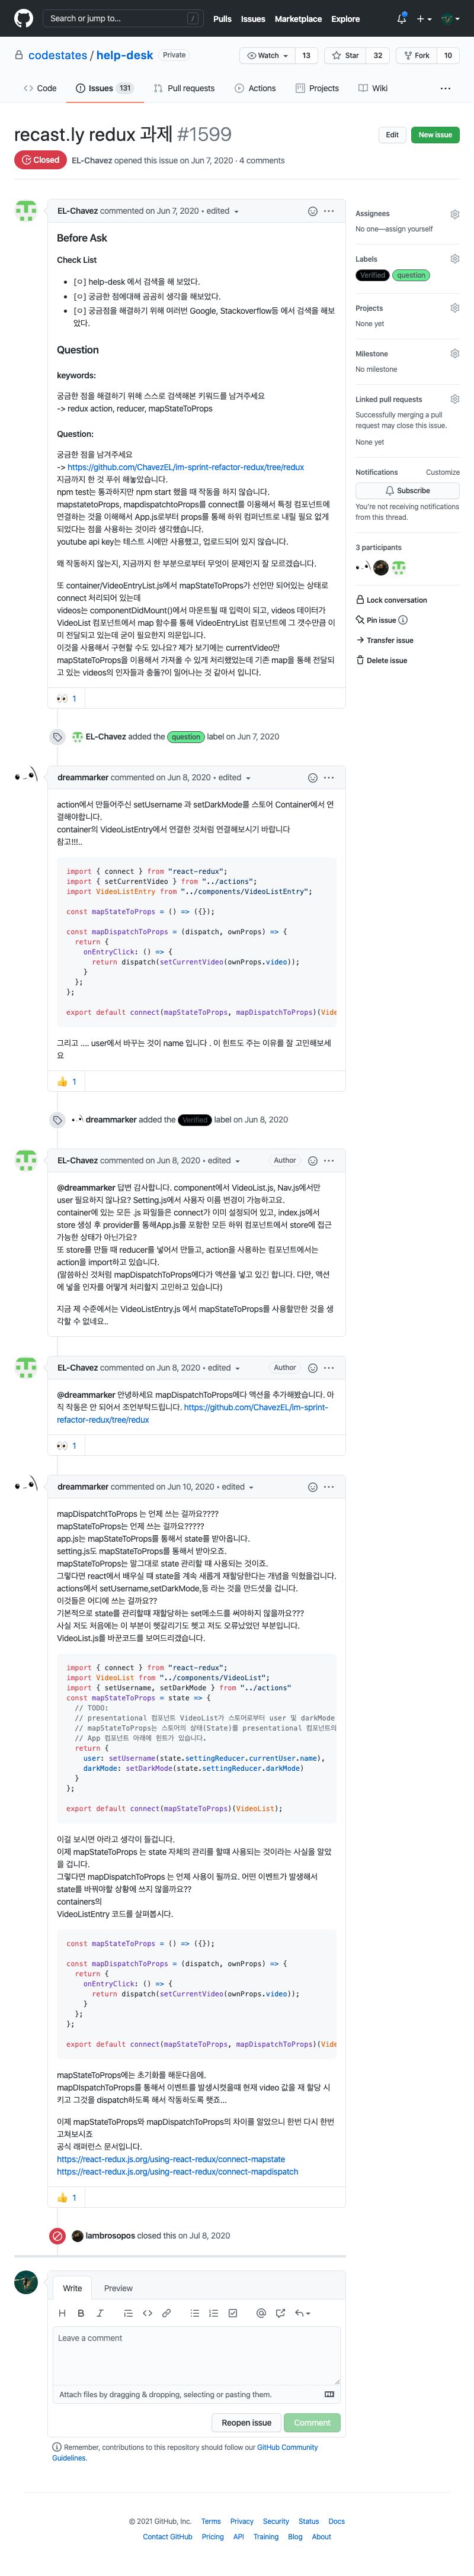 Search or jump to...
/
Pulls Issues Marketplace Explore
codestates / help-desk Private
Watch 13 Star 32 Fork 10
Code Issues 131 Pull requests Actions Projects Wiki
recast.ly redux 과제 #1599
Edit New issue
Closed EL-Chavez opened this issue on Jun 7, 2020 · 4 comments
EL-Chavez commented on Jun 7, 2020 • edited
Before Ask
Check List
• [ㅇ] help-desk 에서 검색을 해 보았다.
• [ㅇ] 궁금한 점에대해 곰곰히 생각을 해보았다.
• [ㅇ] 궁금점을 해결하기 위해 여러번 Google, Stackoverflow등 에서 검색을 해보
았다.
Question
keywords:
궁금한 점을 해결하기 위해 스스로 검색해본 키워드를 남겨주세요
-> redux action, reducer, mapStateToProps
Question:
궁금한 점을 남겨주세요
-> https://github.com/ChavezEL/im-sprint-refactor-redux/tree/redux
지금까지 한 것 푸쉬 해놓았습니다.
npm test는 통과하지만 npm start 했을 때 작동을 하지 않습니다.
mapstatetoProps, mapdispatchtoProps를 connect를 이용해서 특정 컴포넌트에
연결하는 것을 이해해서 App.js로부터 props를 통해 하위 컴퍼넌트로 내릴 필요 없게
되었다는 점을 사용하는 것이라 생각했습니다.
youtube api key는 테스트 시에만 사용했고, 업로드되어 있지 않습니다.
왜 작동하지 않는지, 지금까지 한 부분으로부터 무엇이 문제인지 잘 모르겠습니다.
또 container/VideoEntryList.js에서 mapStateToProps가 선언만 되어있는 상태로
connect 처리되어 있는데
videos는 componentDidMount()에서 마운트될 때 입력이 되고, videos 데이터가
VideoList 컴포넌트에서 map 함수를 통해 VideoEntryList 컴포넌트에 그 갯수만큼 이
미 전달되고 있는데 굳이 필요한지 의문입니다.
이것을 사용해서 구현할 수도 있나요? 제가 보기에는 currentVideo만
mapStateToProps을 이용해서 가져올 수 있게 처리했었는데 기존 map을 통해 전달되
고 있는 videos의 인자들과 충돌?이 일어나는 것 같아서 입니다.
1
EL-Chavez added the question label on Jun 7, 2020
dreammarker commented on Jun 8, 2020 • edited
action에서 만들어주신 setUsername 과 setDarkMode를 스토어 Container에서 연
결해야합니다.
container의 VideoListEntry에서 연결한 것처럼 연결해보시기 바랍니다
참고!!!..
import { connect } from "react-redux";
import { setCurrentVideo } from "../actions";
import VideoListEntry from "../components/VideoListEntry";
const mapStateToProps = () => ({});
const mapDispatchToProps = (dispatch, ownProps) => {
return {
onEntryClick: () => {
return dispatch(setCurrentVideo(ownProps.video));
}
};
};
export default connect(mapStateToProps, mapDispatchToProps)(Vide
그리고 .... user에서 바꾸는 것이 name 입니다 . 이 힌트도 주는 이유를 잘 고민해보세
요
1
dreammarker added the Verified label on Jun 8, 2020
EL-Chavez commented on Jun 8, 2020 • edited Author
@dreammarker 답변 감사합니다. component에서 VideoList.js, Nav.js에서만
user 필요하지 않나요? Setting.js에서 사용자 이름 변경이 가능하고요.
container에 있는 모든 .js 파일들은 connect가 이미 설정되어 있고, index.js에서
store 생성 후 provider를 통해App.js를 포함한 모든 하위 컴포넌트에서 store에 접근
가능한 상태가 아닌가요?
또 store를 만들 때 reducer를 넣어서 만들고, action을 사용하는 컴포넌트에서는
action을 import하고 있습니다.
(말씀하신 것처럼 mapDispatchToProps에다가 액션을 넣고 있긴 합니다. 다만, 액션
에 넣을 인자를 어떻게 처리할지 고민하고 있습니다)
지금 제 수준에서는 VideoListEntry.js 에서 mapStateToProps를 사용할만한 것을 생
각할 수 없네요..
EL-Chavez commented on Jun 8, 2020 • edited Author
@dreammarker 안녕하세요 mapDispatchToProps에다 액션을 추가해봤습니다. 아
직 작동은 안 되어서 조언부탁드립니다. https://github.com/ChavezEL/im-sprint-
refactor-redux/tree/redux
1
dreammarker commented on Jun 10, 2020 • edited
mapDispatchtToProps 는 언제 쓰는 걸까요????
mapStateToProps는 언제 쓰는 걸까요?????
app.js는 mapStateToProps를 통해서 state를 받아옵니다.
setting.js도 mapStateToProps를 통해서 받아오죠.
mapStateToProps는 말그대로 state 관리할 때 사용되는 것이죠.
그렇다면 react에서 배우실 때 state을 계속 새롭게 재할당한다는 개념을 익혔을겁니다.
actions에서 setUsername,setDarkMode,등 라는 것을 만드셧을 겁니다.
이것들은 어디에 쓰는 걸까요??
기본적으로 state를 관리할떄 재할당하는 set메소드를 써야하지 않을까요???
사실 저도 처음에는 이 부분이 헷갈리기도 헷고 저도 오류났었던 부분입니다.
VideoList.js를 바꾼코드를 보여드리겠습니다.
import { connect } from "react-redux";
import VideoList from "../components/VideoList";
import { setUsername, setDarkMode } from "../actions"
const mapStateToProps = state => {
// TODO:
// presentational 컴포넌트 VideoList가 스토어로부터 user 및 darkMode
// mapStateToProps는 스토어의 상태(State)를 presentational 컴포넌트의
// App 컴포넌트 아래에 힌트가 있습니다.
return {
user: setUsername(state.settingReducer.currentUser.name),
darkMode: setDarkMode(state.settingReducer.darkMode)
}
};
export default connect(mapStateToProps)(VideoList);
이걸 보시면 아라고 생각이 들겁니다.
이제 mapStateToProps 는 state 자체의 관리를 할때 사용되는 것이라는 사실을 알았
을 겁니다.
그렇다면 mapDispatchToProps 는 언제 사용이 될까요. 어떤 이벤트가 발생해서
state를 바꿔야할 상황에 쓰지 않을까요??
containers의
VideoListEntry 코드를 살펴봅시다.
const mapStateToProps = () => ({});
const mapDispatchToProps = (dispatch, ownProps) => {
return {
onEntryClick: () => {
return dispatch(setCurrentVideo(ownProps.video));
}
};
};
export default connect(mapStateToProps, mapDispatchToProps)(Vide
mapStateToProps에는 초기화를 해둔다음에.
mapDIspatchToProps를 통해서 이벤트를 발생시켯을떄 현재 video 값을 재 할당 시
키고 그것을 dispatch하도록 해서 작동하도록 햇죠...
이제 mapStateToProps와 mapDispatchToProps의 차이를 알았으니 한번 다시 한번
고쳐보시죠
공식 래퍼런스 문서입니다.
https://react-redux.js.org/using-react-redux/connect-mapstate
https://react-redux.js.org/using-react-redux/connect-mapdispatch
1
lambrosopos closed this on Jul 8, 2020
Write Preview
Leave a comment
Attach files by dragging & dropping, selecting or pasting them.
Reopen issue Comment
Remember, contributions to this repository should follow our GitHub Community
Guidelines.
Assignees
No one—assign yourself
Labels
Verified question
Projects
None yet
Milestone
No milestone
Linked pull requests
Successfully merging a pull
request may close this issue.
None yet
Notifications Customize
Subscribe
You're not receiving notifications
from this thread.
3 participants
Lock conversation
Pin issue
Transfer issue
Delete issue
© 2021 GitHub, Inc. Terms Privacy Security Status Docs
Contact GitHub Pricing API Training Blog About